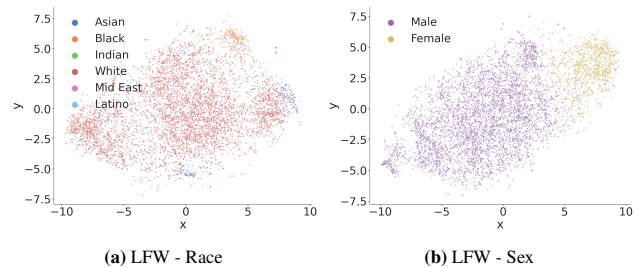 7.5
5.0
2.5
0.0
−2.5
−5.0
−7.5
y
Asian
Black
Indian
White
Mid East
Latino
−10
−5
0
5
10
x
(a) LFW - Race
7.5
5.0
2.5
0.0
−2.5
−5.0
−7.5
y
Male
Female
−10
−5
0
5
10
x
(b) LFW - Sex